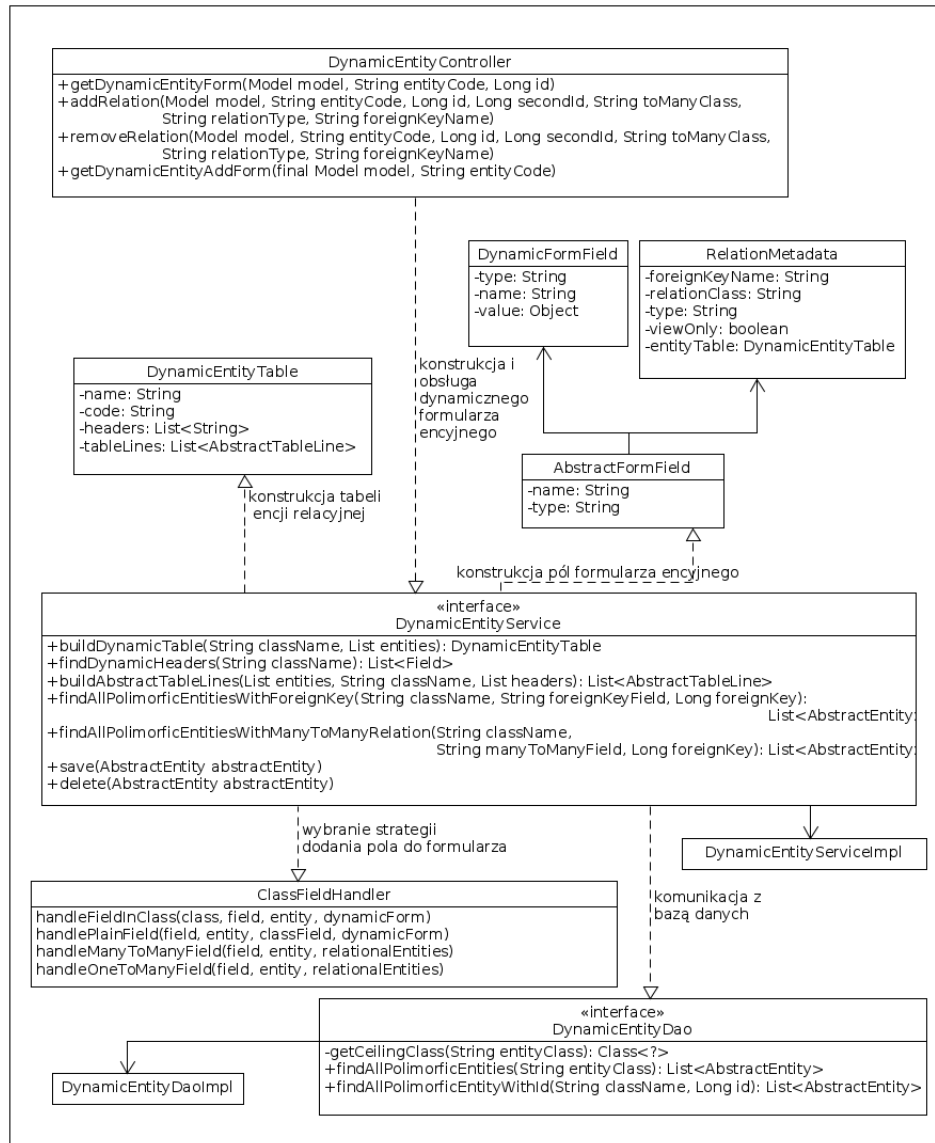 DynamicEntityController
+getDynamicEntityForm(Model model, String entityCode, Long id)
+addRelation(Model model, String entityCode, Long id, Long secondId, String toManyClass,
String relationType, String foreignKeyName)
+removeRelation(Model model, String entityCode, Long id, Long secondId, String toManyClass,
String relationType, String foreignKeyName)
+getDynamicEntityAddForm(final Model model, String entityCode)
DynamicFormField
-type: String
-name: String
-value: Object
RelationMetadata
-foreignKeyName: String
-relationClass: String
-type: String
-viewOnly: boolean
-entityTable: DynamicEntityTable
konstrukcja i
obsługa
dynamicznego
formularza
encyjnego
DynamicEntityTable
-name: String
-code: String
-headers: List<String>
-tableLines: List<AbstractTableLine>
AbstractFormField
-name: String
-type: String
konstrukcja tabeli
encji relacyjnej
konstrukcja pól formularza encyjnego
«interface»
DynamicEntityService
+buildDynamicTable(String className, List entities): DynamicEntityTable
+findDynamicHeaders(String className): List<Field>
+buildAbstractTableLines(List entities, String className, List headers): List<AbstractTableLine>
+findAllPolimorficEntitiesWithForeignKey(String className, String foreignKeyField, Long foreignKey):
List<AbstractEntity>
+findAllPolimorficEntitiesWithManyToManyRelation(String className,
String manyToManyField, Long foreignKey): List<AbstractEntity>
+save(AbstractEntity abstractEntity)
+delete(AbstractEntity abstractEntity)
wybranie strategii
dodania pola do formularza
DynamicEntityServiceImpl
ClassFieldHandler
handleFieldInClass(class, field, entity, dynamicForm)
handlePlainField(field, entity, classField, dynamicForm)
handleManyToManyField(field, entity, relationalEntities)
handleOneToManyField(field, entity, relationalEntities)
komunikacja z
bazą danych
«interface»
DynamicEntityDao
-getCeilingClass(String entityClass): Class<?>
+findAllPolimorficEntities(String entityClass): List<AbstractEntity>
+findAllPolimorficEntityWithId(String className, Long id): List<AbstractEntity>
DynamicEntityDaoImpl